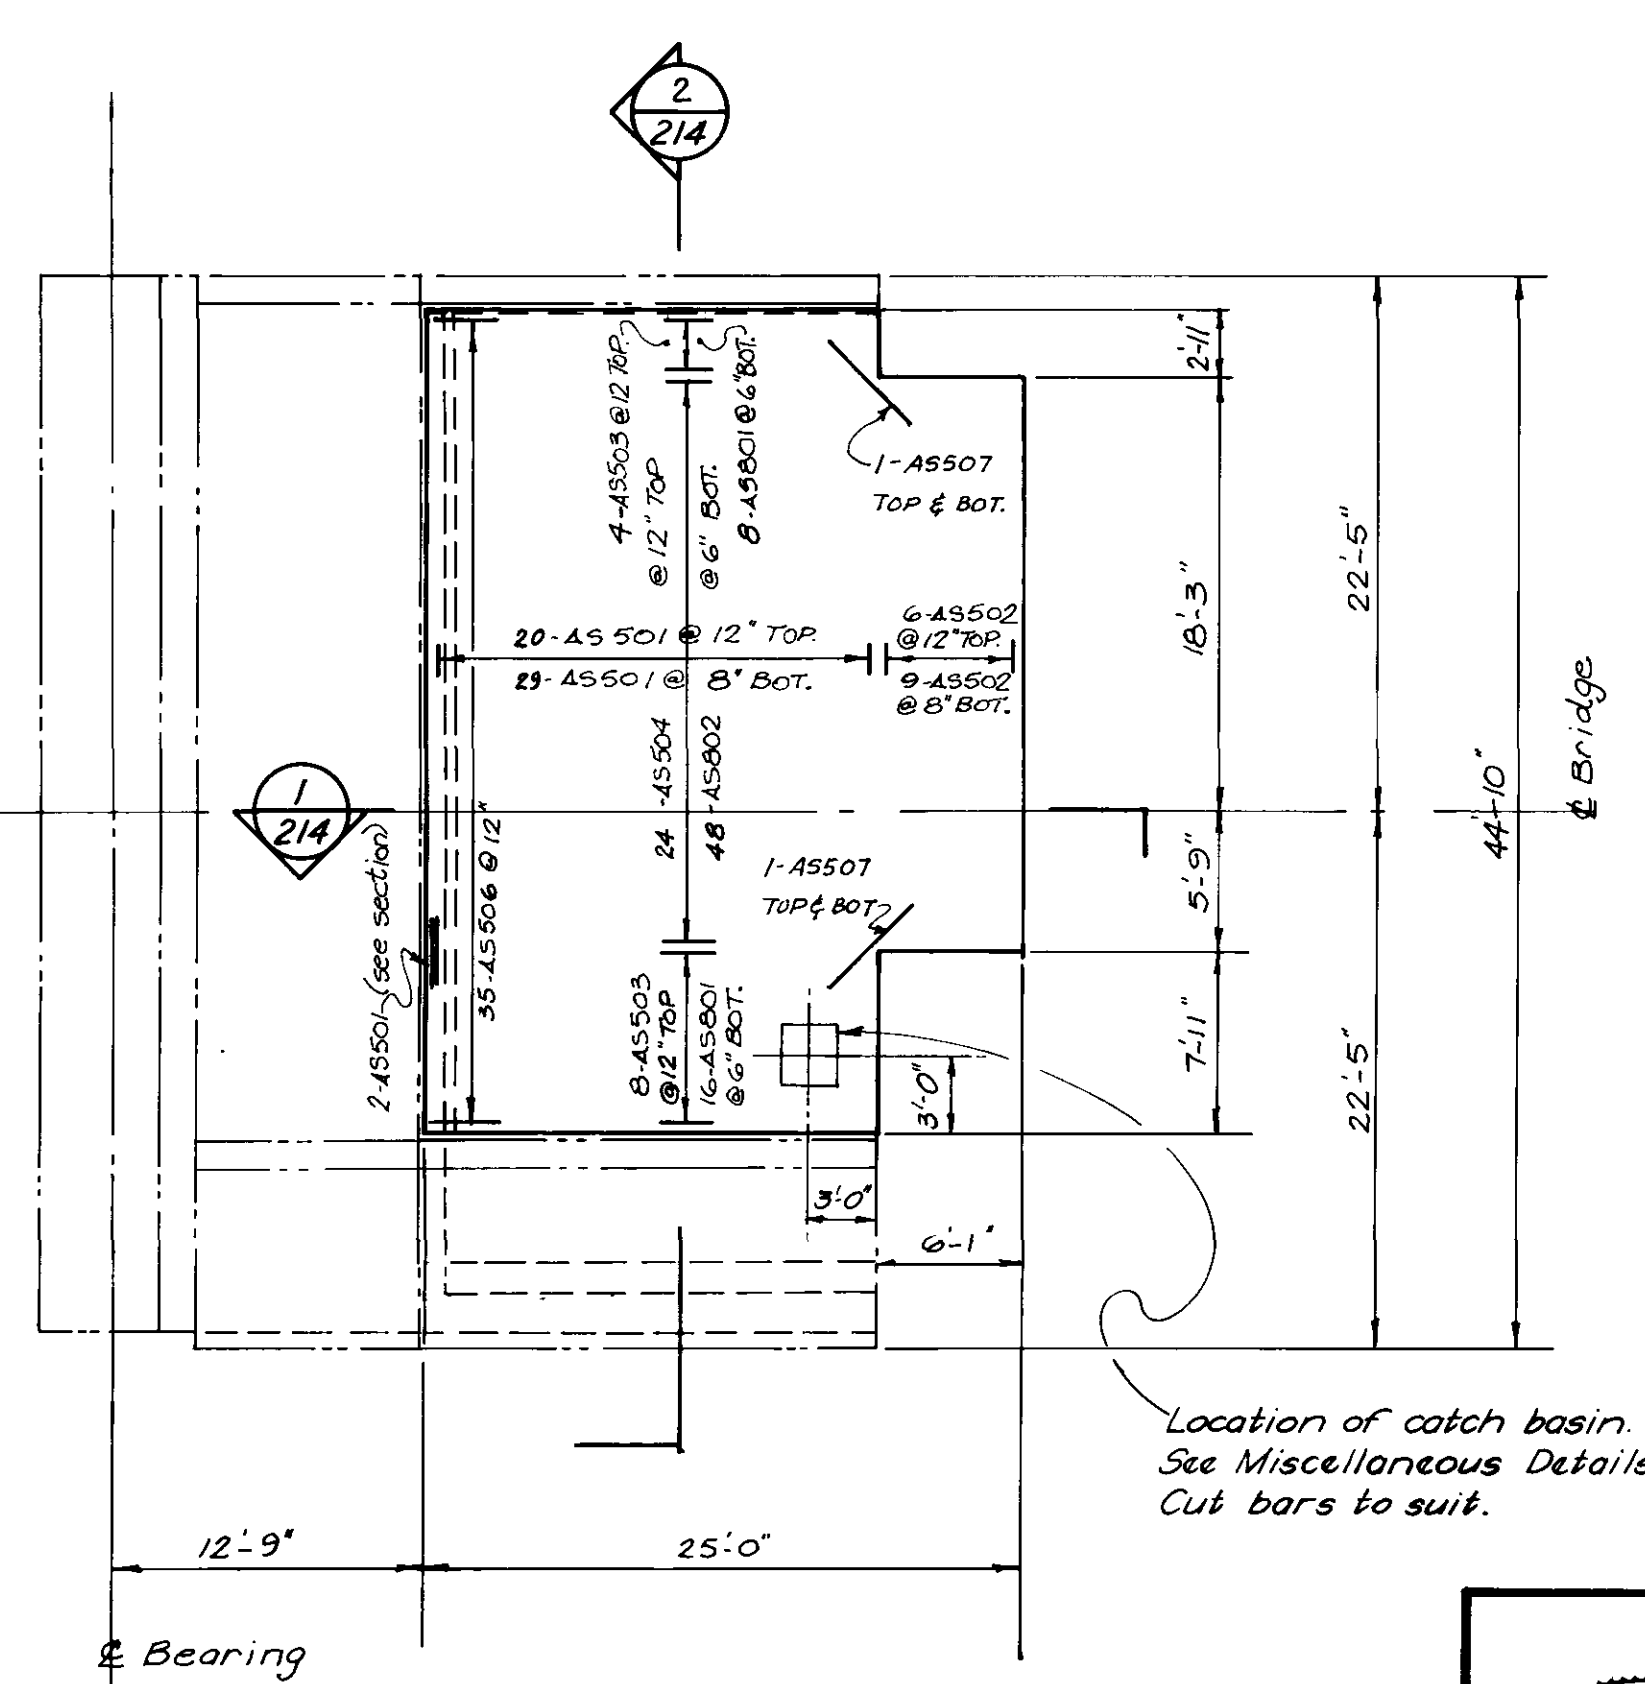 2
214
4-AS503 @ 12 TOP.
@ 12" TOP
@ 6" BOT.
8-AS801 @ 6" BOT.
1-AS507
TOP & BOT.
2'-11"
18'-3"
22'-5"
44'-10"
℄ Bridge
20-AS501 @ 12" TOP.
29-AS501 @ 8" BOT.
6-AS502
@ 12" TOP.
9-AS502
@ 8" BOT.
24-AS504
48-AS802
1
214
2-AS501 (see section)
35-AS506 @ 12"
1-AS507
TOP & BOT
5'-9"
8-AS503
@ 12" TOP
16-AS801
@ 6" BOT.
3'-0"
7'-11"
22'-5"
3'-0"
6'-1"
Location of catch basin.
See Miscellaneous Details
Cut bars to suit.
12'-9"
25'-0"
℄ Bearing